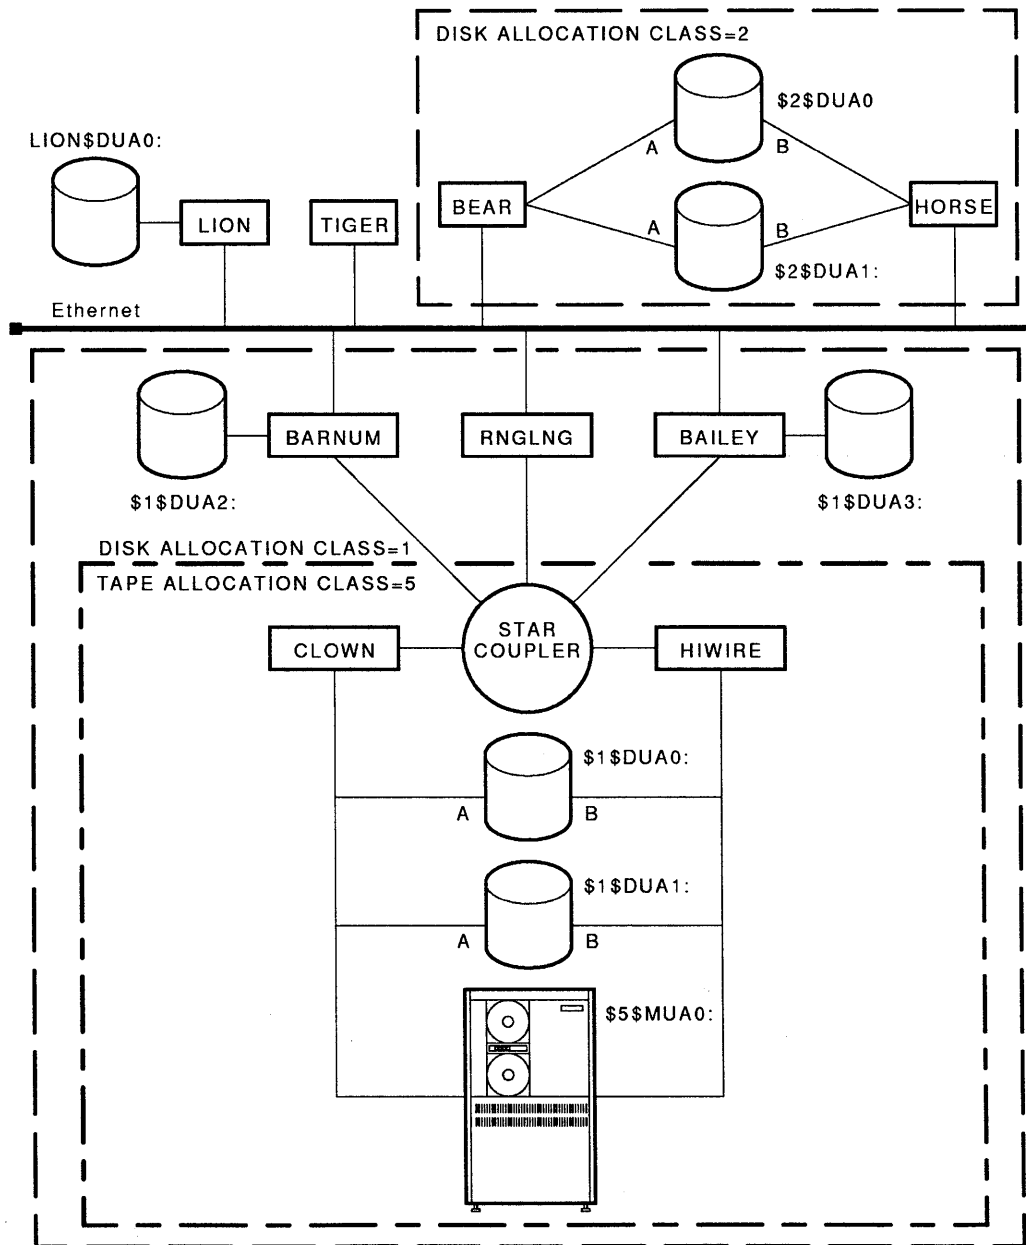 DISK ALLOCATION CLASS=2
$2$DUA0
LION$DUA0:
A
B
BEAR
HORSE
LION
TIGER
A
B
$2$DUA1:
Ethernet
BARNUM
RNGLNG
BAILEY
$1$DUA2:
$1$DUA3:
DISK ALLOCATION CLASS=1
TAPE ALLOCATION CLASS=5
STAR
COUPLER
CLOWN
HIWIRE
$1$DUA0:
A
B
$1$DUA1:
A
B
$5$MUA0: